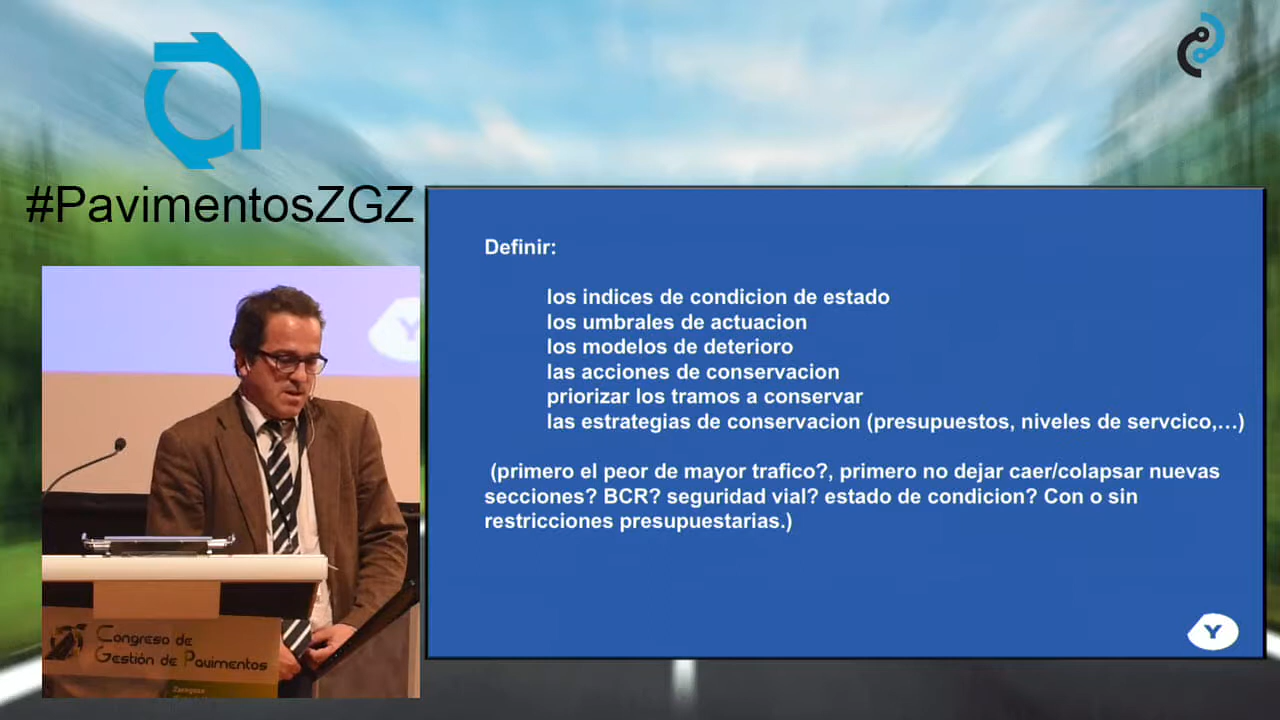 #PavimentosZGZ
Definir:
los indices de condicion de estado
los umbrales de actuacion
los modelos de deterioro
las acciones de conservacion
priorizar los tramos a conservar
las estrategias de conservacion (presupuestos, niveles de servcico,...)
(primero el peor de mayor trafico?, primero no dejar caer/colapsar nuevas
secciones? BCR? seguridad vial? estado de condicion? Con o sin
restricciones presupuestarias.)
Y
Y
Congreso de
Gestión de Pavimentos
Zaragoza